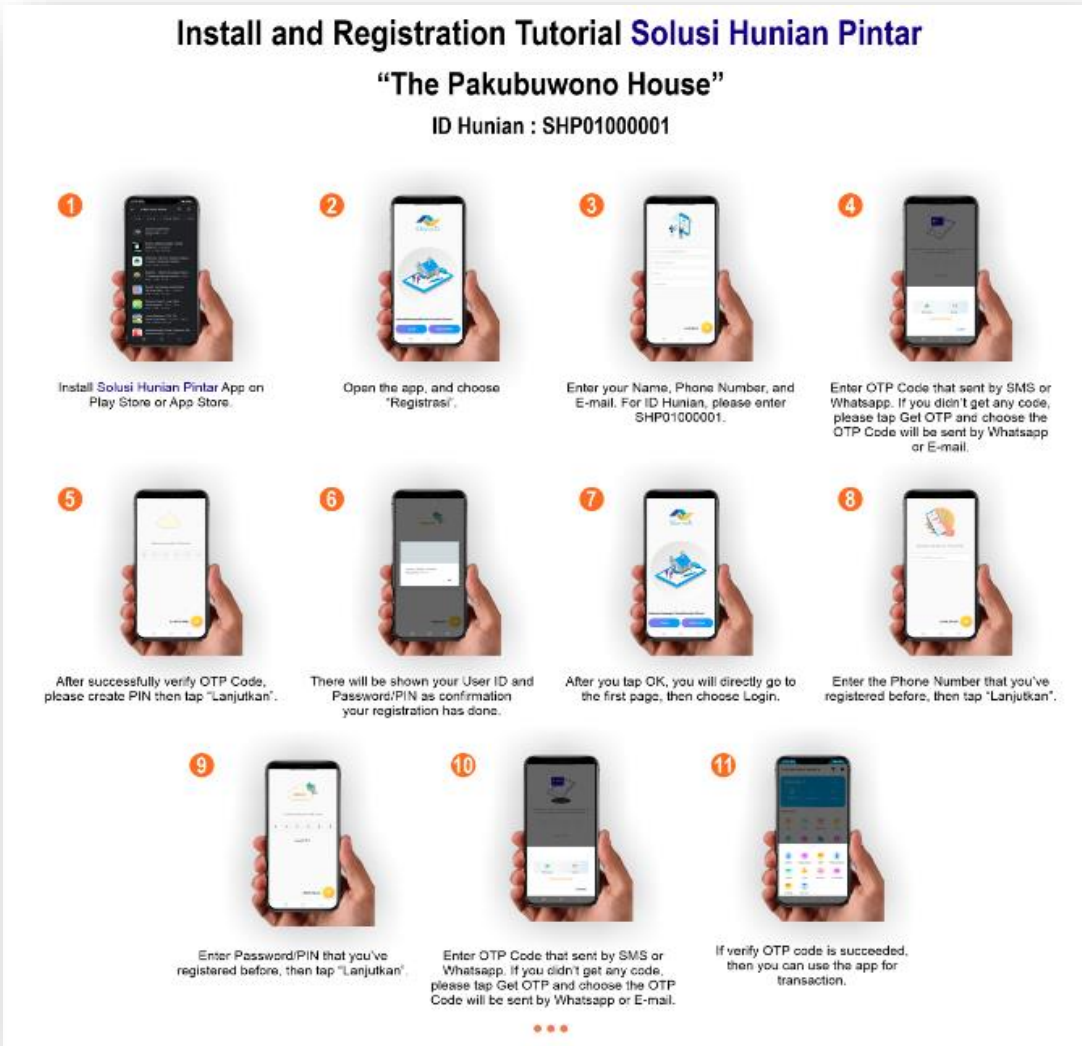 Install and Registration Tutorial Solusi Hunian Pintar
“The Pakubuwono House”
ID Hunian : SHP01000001
1
Install Solusi Hunian Pintar App on
Play Store or App Store.
2
Open the app, and choose
“Registrasi”.
3
Enter your Name, Phone Number, and
E-mail. For ID Hunian, please enter
SHP01000001.
4
Enter OTP Code that sent by SMS or
Whatsapp. If you didn’t get any code,
please tap Get OTP and choose the
OTP Code will be sent by Whatsapp
or E-mail.
5
After successfully verify OTP Code,
please create PIN then tap “Lanjutkan”.
6
There will be shown your User ID and
Password/PIN as confirmation
your registration has done.
7
After you tap OK, you will directly go to
the first page, then choose Login.
8
Enter the Phone Number that you’ve
registered before, then tap “Lanjutkan”.
9
Enter Password/PIN that you’ve
registered before, then tap “Lanjutkan”.
10
Enter OTP Code that sent by SMS or
Whatsapp. If you didn’t get any code,
please tap Get OTP and choose the OTP
Code will be sent by Whatsapp or E-mail.
11
If verify OTP code is succeeded,
then you can use the app for
transaction.